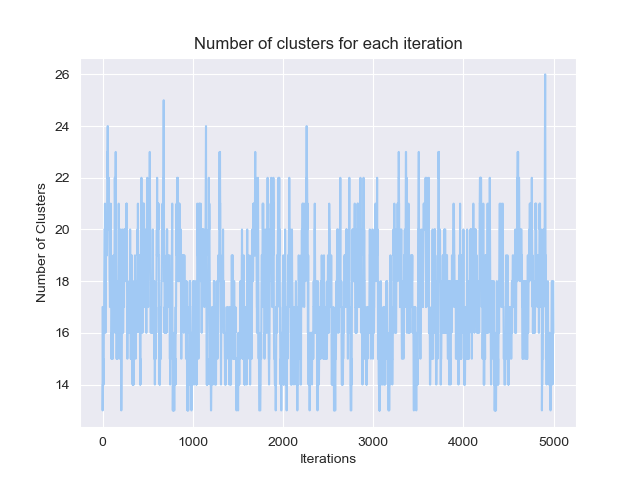 Number of clusters for each iteration
Number of Clusters
26
24
22
20
18
16
14
0 1000 2000 3000 4000 5000
Iterations